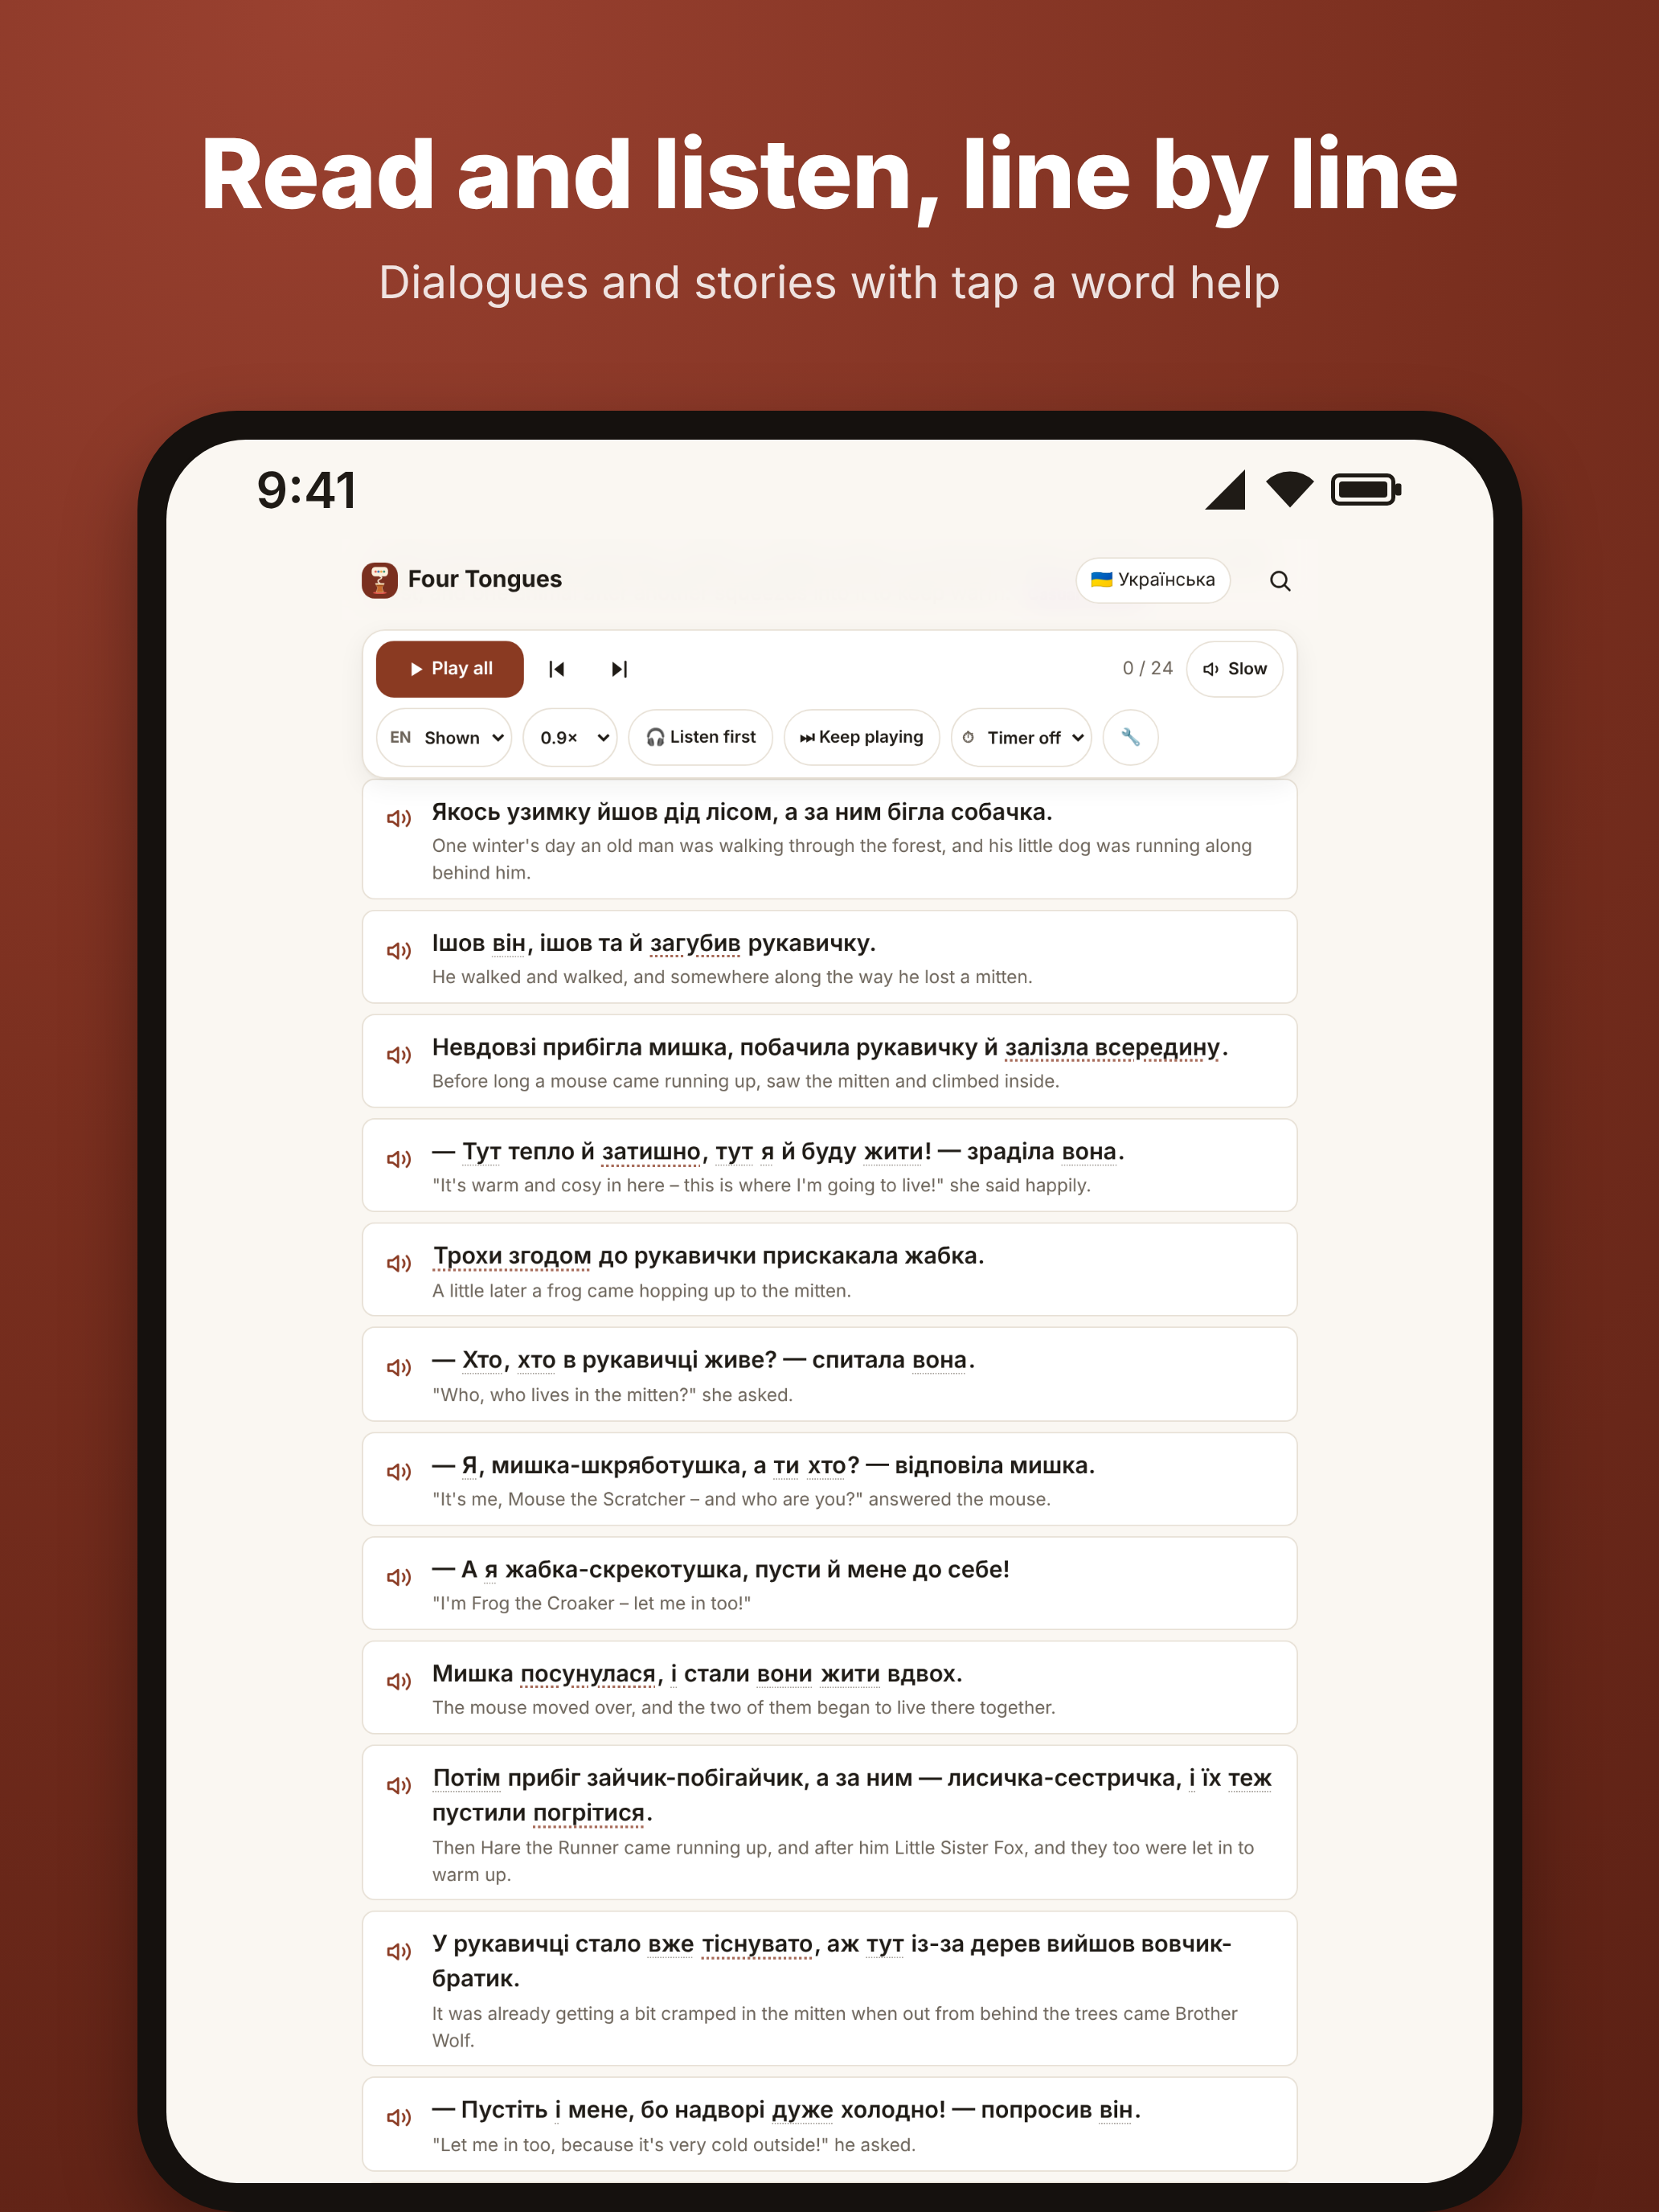 Read and listen, line by line
Dialogues and stories with tap a word help
9:41
Four Tongues
Українська
Play all
0 / 24
Slow
EN Shown
0.9×
Listen first
Keep playing
Timer off
Якось узимку йшов дід лісом, а за ним бігла собачка.
One winter's day an old man was walking through the forest, and his little dog was running along
behind him.
Ішов він, ішов та й загубив рукавичку.
He walked and walked, and somewhere along the way he lost a mitten.
Невдовзі прибігла мишка, побачила рукавичку й залізла всередину.
Before long a mouse came running up, saw the mitten and climbed inside.
— Тут тепло й затишно, тут я й буду жити! — зраділа вона.
"It's warm and cosy in here – this is where I'm going to live!" she said happily.
Трохи згодом до рукавички прискакала жабка.
A little later a frog came hopping up to the mitten.
— Хто, хто в рукавичці живе? — спитала вона.
"Who, who lives in the mitten?" she asked.
— Я, мишка-шкряботушка, а ти хто? — відповіла мишка.
"It's me, Mouse the Scratcher – and who are you?" answered the mouse.
— А я жабка-скрекотушка, пусти й мене до себе!
"I'm Frog the Croaker – let me in too!"
Мишка посунулася, і стали вони жити вдвох.
The mouse moved over, and the two of them began to live there together.
Потім прибіг зайчик-побігайчик, а за ним — лисичка-сестричка, і їх теж
пустили погрітися.
Then Hare the Runner came running up, and after him Little Sister Fox, and they too were let in to
warm up.
У рукавичці стало вже тіснувато, аж тут із-за дерев вийшов вовчик-
братик.
It was already getting a bit cramped in the mitten when out from behind the trees came Brother
Wolf.
— Пустіть і мене, бо надворі дуже холодно! — попросив він.
"Let me in too, because it's very cold outside!" he asked.